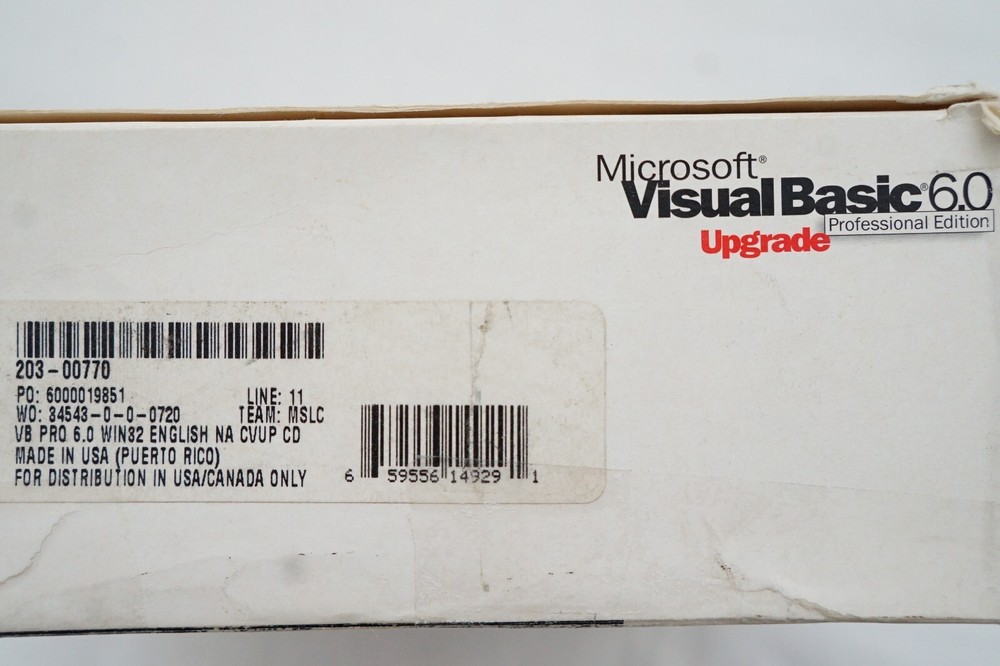 Microsoft®
Visual Basic® 6.0
Professional Edition
Upgrade
203-00770
PO: 6000019851 LINE: 11
WO: 34543-0-0-0720 TEAM: MSLC
VB PRO 6.0 WIN32 ENGLISH NA CVUP CD
MADE IN USA (PUERTO RICO)
FOR DISTRIBUTION IN USA/CANADA ONLY
6 59556 14929 1